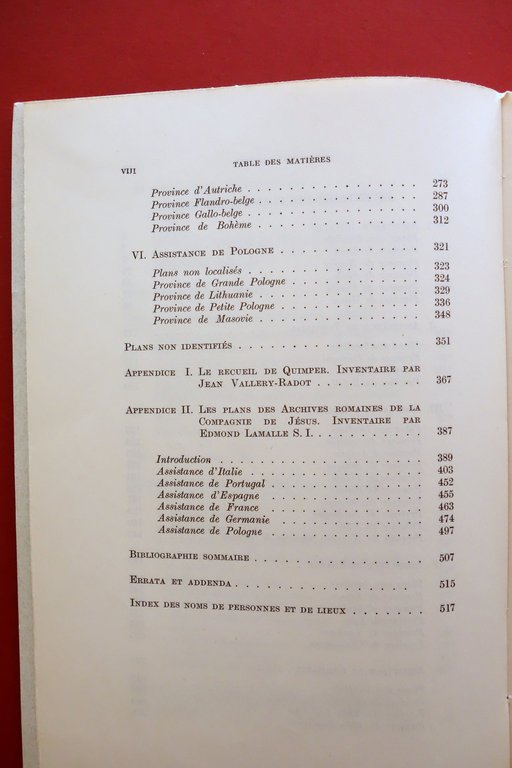 VIIJ TABLE DES MATIÈRES
Province d'Autriche . . . . . . . . . . . . . . 273
Province Flandro-belge . . . . . . . . . . . . . 287
Province Gallo-belge . . . . . . . . . . . . . . 300
Province de Bohême . . . . . . . . . . . . . . 312
VI. ASSISTANCE DE POLOGNE . . . . . . . . . . . . 321
Plans non localisés . . . . . . . . . . . . . . 323
Province de Grande Pologne . . . . . . . . . . . 324
Province de Lithuanie . . . . . . . . . . . . . 329
Province de Petite Pologne . . . . . . . . . . . 336
Province de Masovie . . . . . . . . . . . . . . 348
PLANS NON IDENTIFIÉS . . . . . . . . . . . . . . . 351
APPENDICE I. LE RECUEIL DE QUIMPER. INVENTAIRE PAR
JEAN VALLERY-RADOT . . . . . . . . . . . 367
APPENDICE II. LES PLANS DES ARCHIVES ROMAINES DE LA
COMPAGNIE DE JÉSUS. INVENTAIRE PAR
EDMOND LAMALLE S. I. . . . . . . . . . . 387
Introduction . . . . . . . . . . . . . . . . 389
Assistance d'Italie . . . . . . . . . . . . . . 403
Assistance de Portugal . . . . . . . . . . . . . 452
Assistance d'Espagne . . . . . . . . . . . . . 455
Assistance de France . . . . . . . . . . . . . 463
Assistance de Germanie . . . . . . . . . . . . 474
Assistance de Pologne . . . . . . . . . . . . . 497
BIBLIOGRAPHIE SOMMAIRE . . . . . . . . . . . . . . 507
ERRATA ET ADDENDA . . . . . . . . . . . . . . 515
INDEX DES NOMS DE PERSONNES ET DE LIEUX . . . . . . . 517